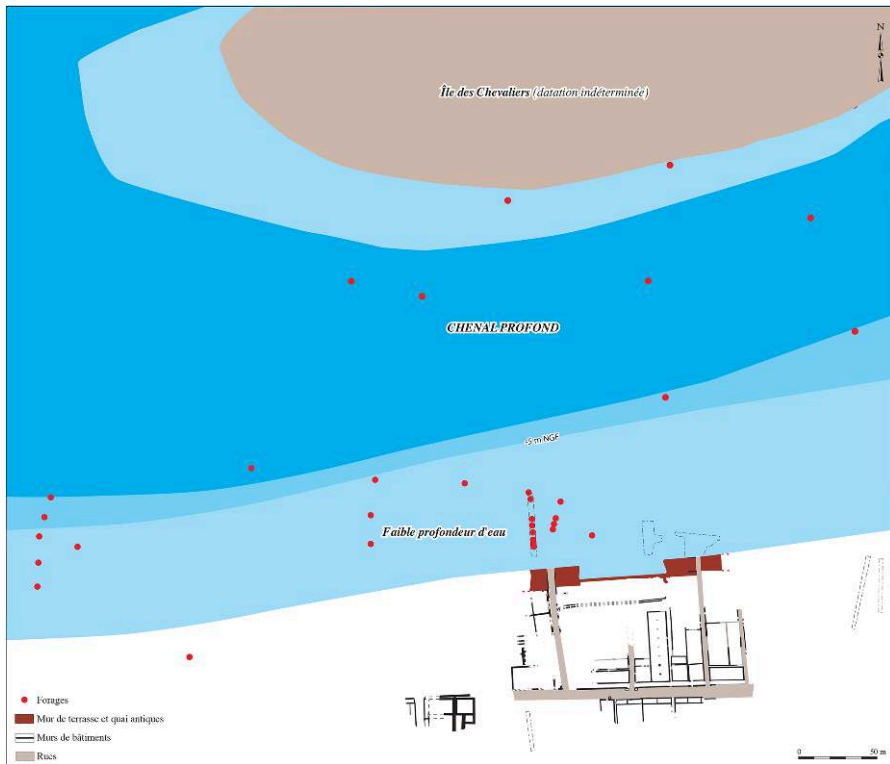 N
Île des Chevaliers (datation indéterminée)
CHENAL PROFOND
-5 m NGF
Faible profondeur d'eau
Forages
Mur de terrasse et quai antiques
Murs de bâtiments
Rues
0 50 m